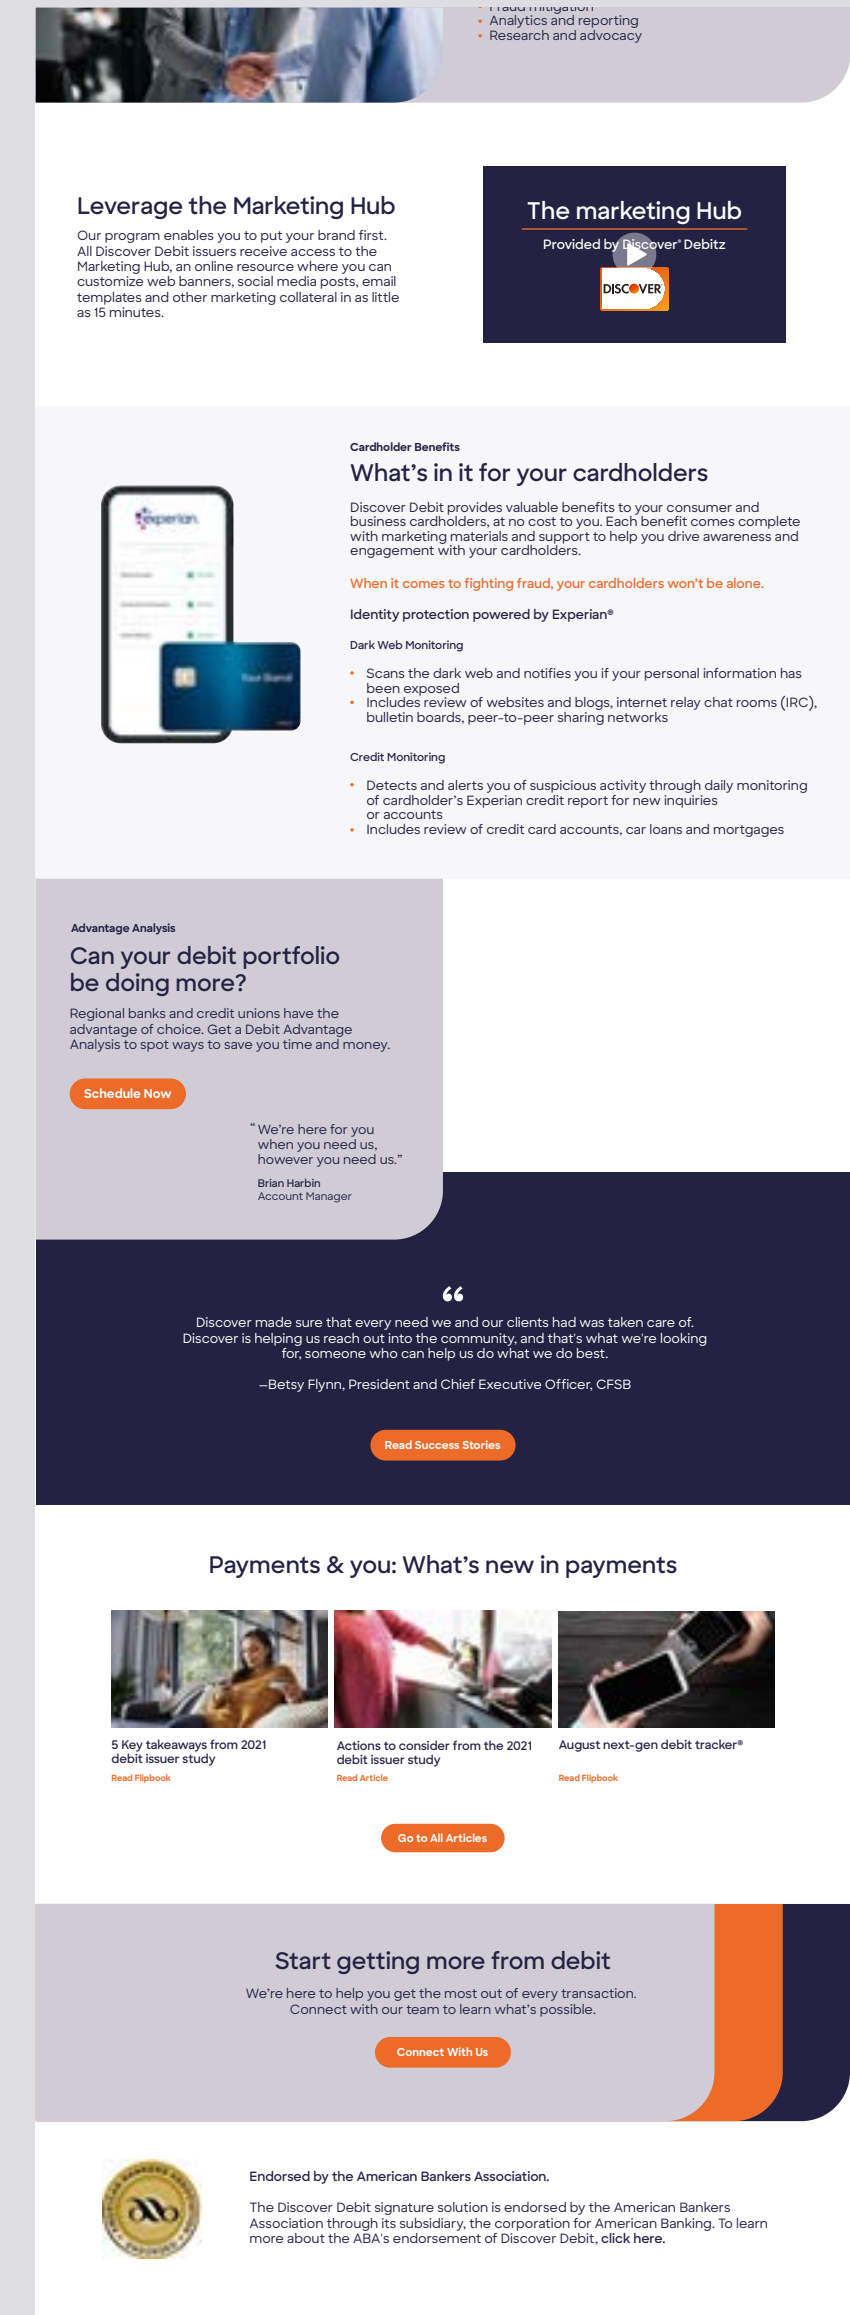 Fraud mitigation
• Analytics and reporting
• Research and advocacy
Leverage the Marketing Hub
Our program enables you to put your brand first.
All Discover Debit issuers receive access to the
Marketing Hub, an online resource where you can
customize web banners, social media posts, email
templates and other marketing collateral in as little
as 15 minutes.
The marketing Hub
Provided by Discover® Debitz
DISCOVER
experian.
Your Brand
Cardholder Benefits
What's in it for your cardholders
Discover Debit provides valuable benefits to your consumer and
business cardholders, at no cost to you. Each benefit comes complete
with marketing materials and support to help you drive awareness and
engagement with your cardholders.
When it comes to fighting fraud, your cardholders won't be alone.
Identity protection powered by Experian®
Dark Web Monitoring
• Scans the dark web and notifies you if your personal information has
been exposed
• Includes review of websites and blogs, internet relay chat rooms (IRC),
bulletin boards, peer-to-peer sharing networks
Credit Monitoring
• Detects and alerts you of suspicious activity through daily monitoring
of cardholder's Experian credit report for new inquiries
or accounts
• Includes review of credit card accounts, car loans and mortgages
Advantage Analysis
Can your debit portfolio
be doing more?
Regional banks and credit unions have the
advantage of choice. Get a Debit Advantage
Analysis to spot ways to save you time and money.
Schedule Now
“We're here for you
when you need us,
however you need us.”
Brian Harbin
Account Manager
“
Discover made sure that every need we and our clients had was taken care of.
Discover is helping us reach out into the community, and that's what we're looking
for, someone who can help us do what we do best.
—Betsy Flynn, President and Chief Executive Officer, CFSB
Read Success Stories
Payments & you: What's new in payments
5 Key takeaways from 2021
debit issuer study
Read Flipbook
Actions to consider from the 2021
debit issuer study
Read Article
August next-gen debit tracker®
Read Flipbook
Go to All Articles
Start getting more from debit
We're here to help you get the most out of every transaction.
Connect with our team to learn what's possible.
Connect With Us
Endorsed by the American Bankers Association.
The Discover Debit signature solution is endorsed by the American Bankers
Association through its subsidiary, the corporation for American Banking. To learn
more about the ABA's endorsement of Discover Debit, click here.